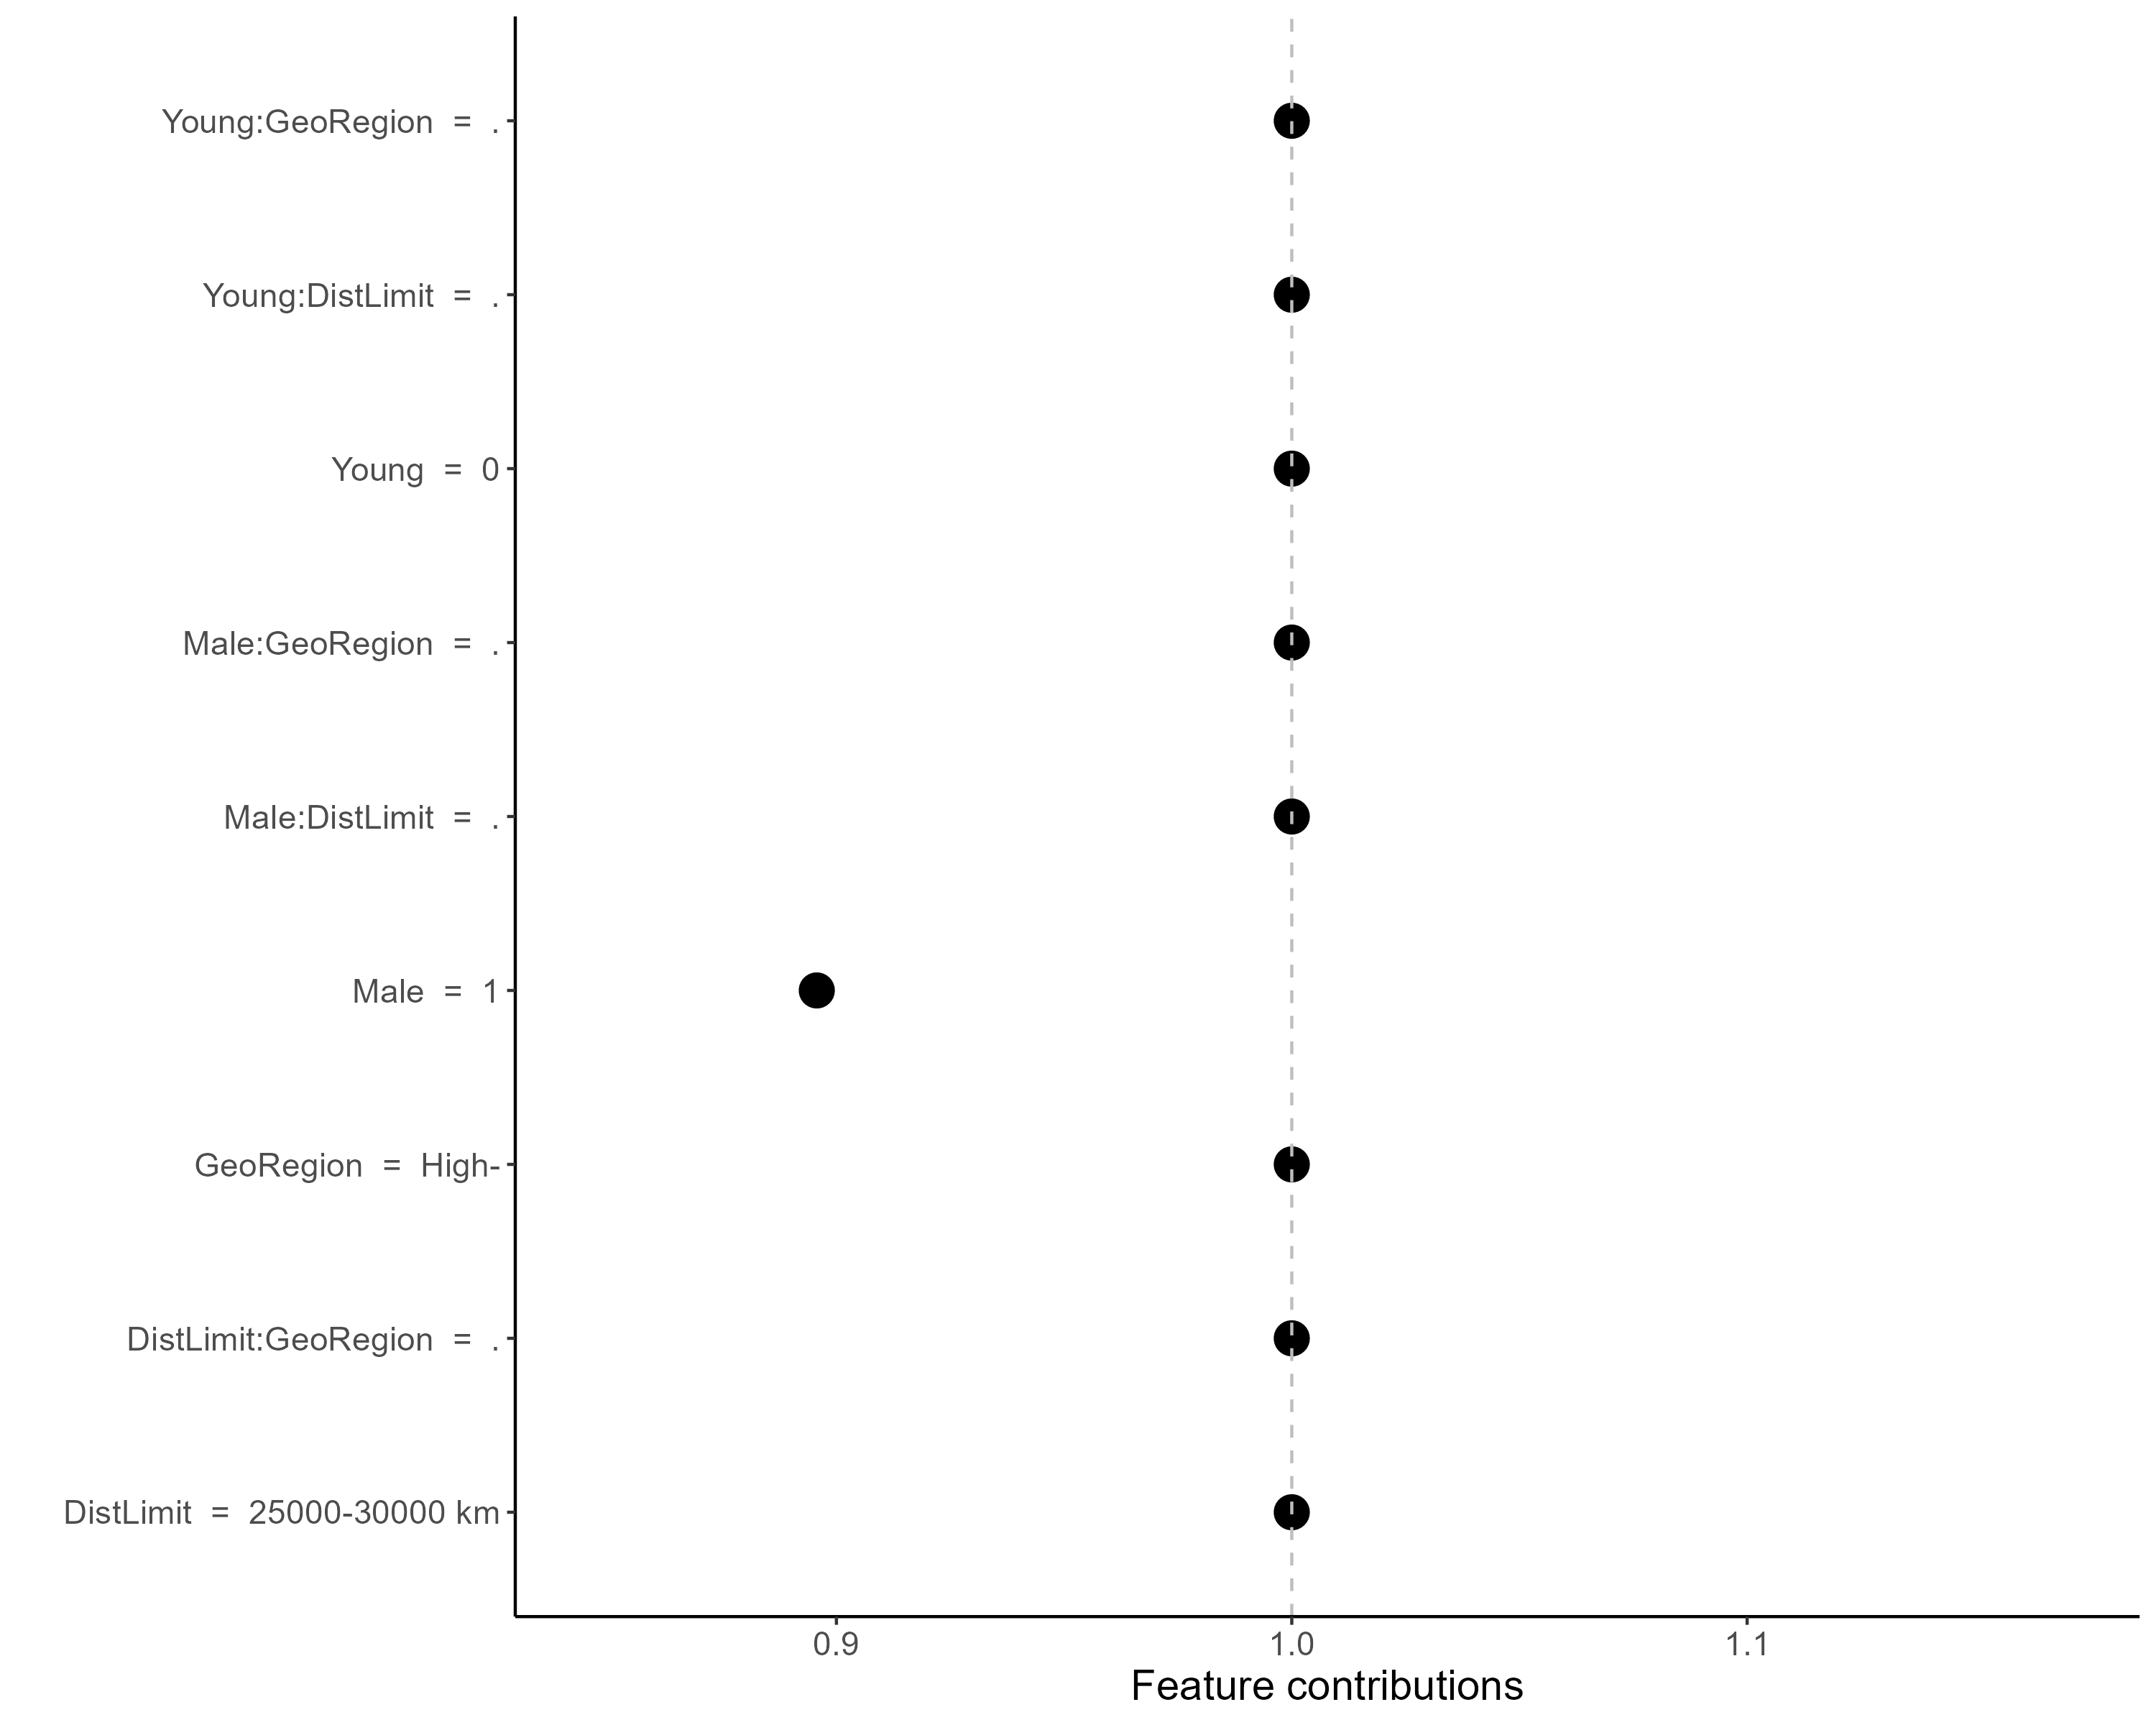 Young:GeoRegion = .
Young:DistLimit = .
Young = 0
Male:GeoRegion = .
Male:DistLimit = .
Male = 1
GeoRegion = High-
DistLimit:GeoRegion = .
DistLimit = 25000-30000 km
0.9 1.0 1.1
Feature contributions